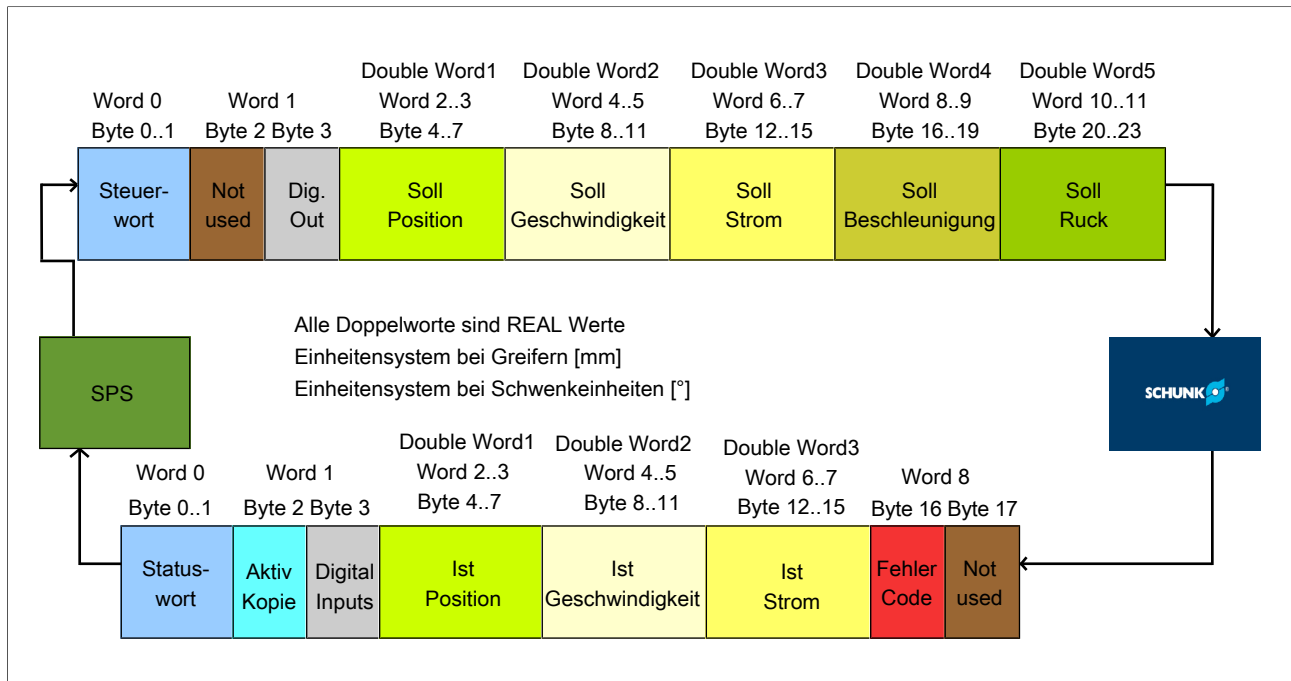 Double Word1 Double Word2 Double Word3 Double Word4 Double Word5
Word 0 Word 1 Word 2..3 Word 4..5 Word 6..7 Word 8..9 Word 10..11
Byte 0..1 Byte 2 Byte 3 Byte 4..7 Byte 8..11 Byte 12..15 Byte 16..19 Byte 20..23
Steuer-
wort
Not
used
Dig.
Out
Soll
Position
Soll
Geschwindigkeit
Soll
Strom
Soll
Beschleunigung
Soll
Ruck
Alle Doppelworte sind REAL Werte
Einheitensystem bei Greifern [mm]
Einheitensystem bei Schwenkeinheiten [°]
SPS
SCHUNK
Double Word1 Double Word2 Double Word3
Word 0 Word 1 Word 2..3 Word 4..5 Word 6..7 Word 8
Byte 0..1 Byte 2 Byte 3 Byte 4..7 Byte 8..11 Byte 12..15 Byte 16 Byte 17
Status-
wort
Aktiv
Kopie
Digital
Inputs
Ist
Position
Ist
Geschwindigkeit
Ist
Strom
Fehler
Code
Not
used